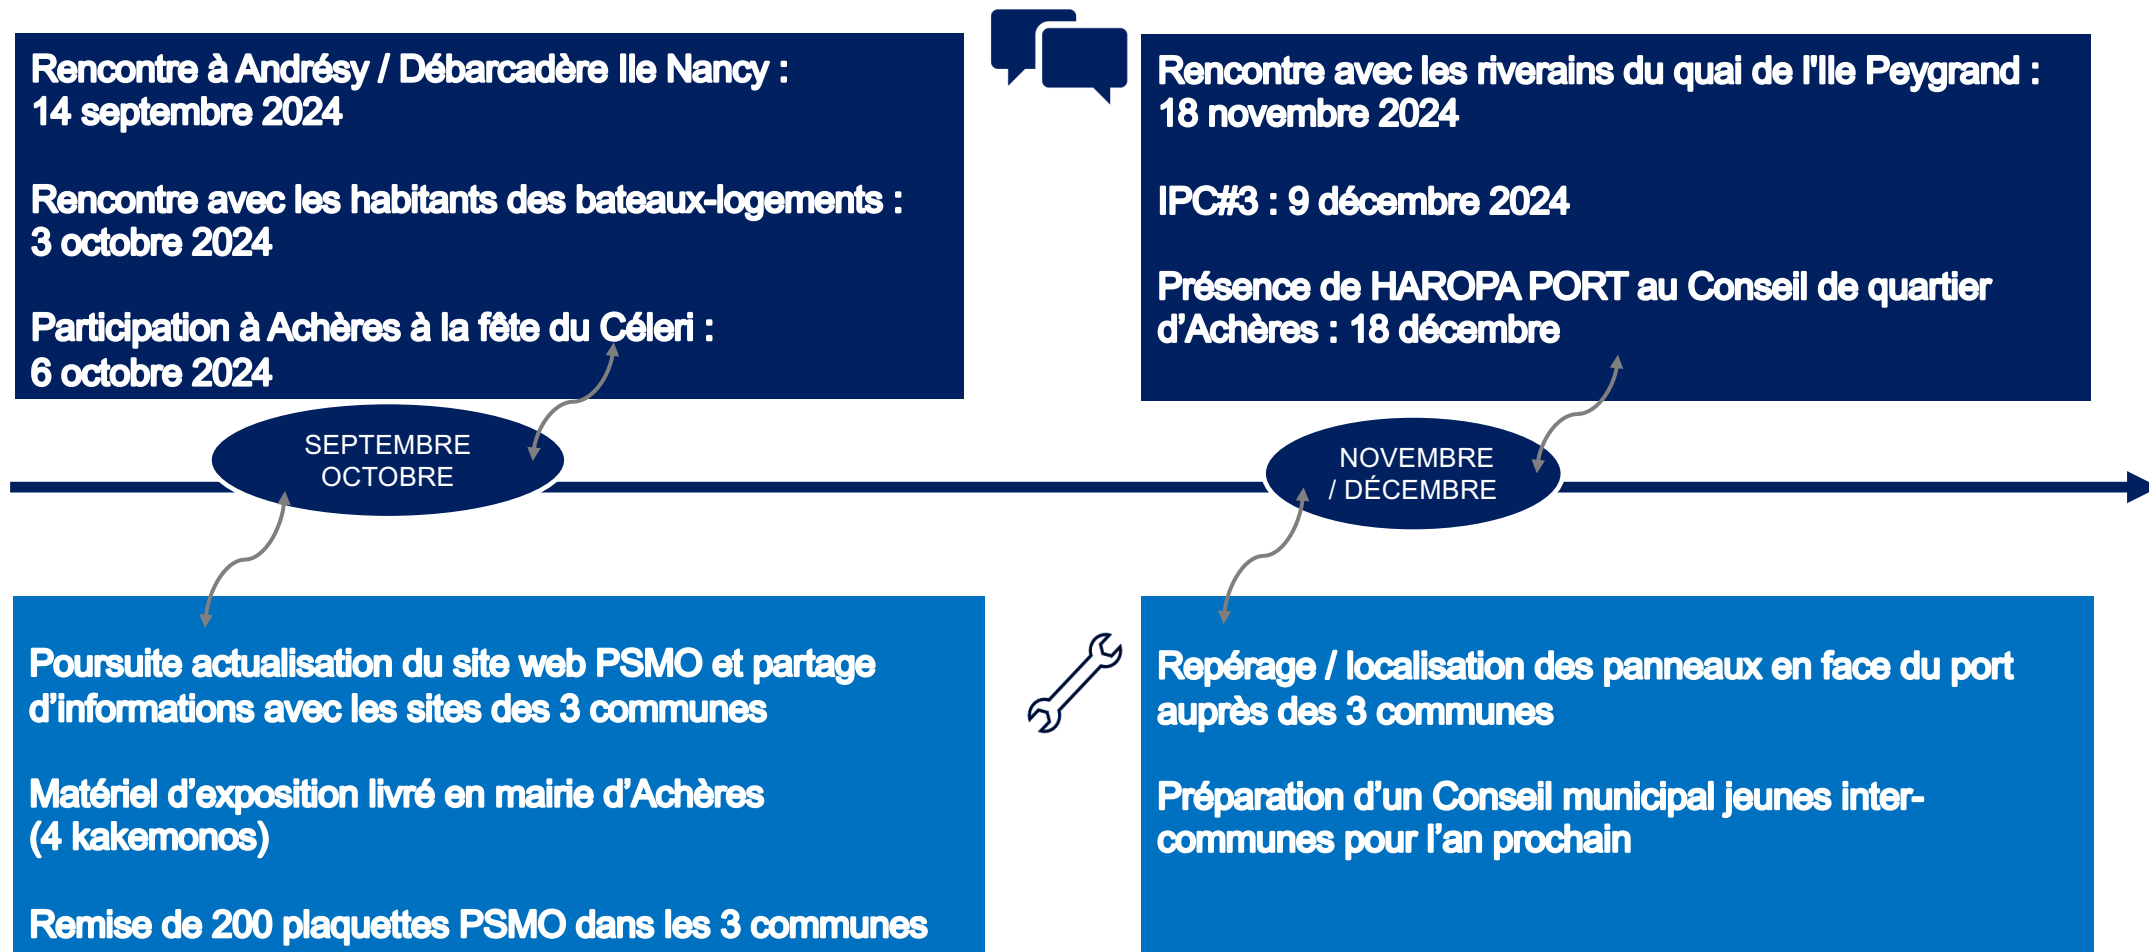 Rencontre à Andrésy / Débarcadère Ile Nancy :
14 septembre 2024
Rencontre avec les habitants des bateaux-logements :
3 octobre 2024
Participation à Achères à la fête du Céleri :
6 octobre 2024
Rencontre avec les riverains du quai de l'Ile Peygrand :
18 novembre 2024
IPC#3 : 9 décembre 2024
Présence de HAROPA PORT au Conseil de quartier
d’Achères : 18 décembre
SEPTEMBRE
OCTOBRE
NOVEMBRE
/ DÉCEMBRE
Poursuite actualisation du site web PSMO et partage
d’informations avec les sites des 3 communes
Matériel d’exposition livré en mairie d’Achères
(4 kakemonos)
Remise de 200 plaquettes PSMO dans les 3 communes
Repérage / localisation des panneaux en face du port
auprès des 3 communes
Préparation d’un Conseil municipal jeunes inter-
communes pour l’an prochain